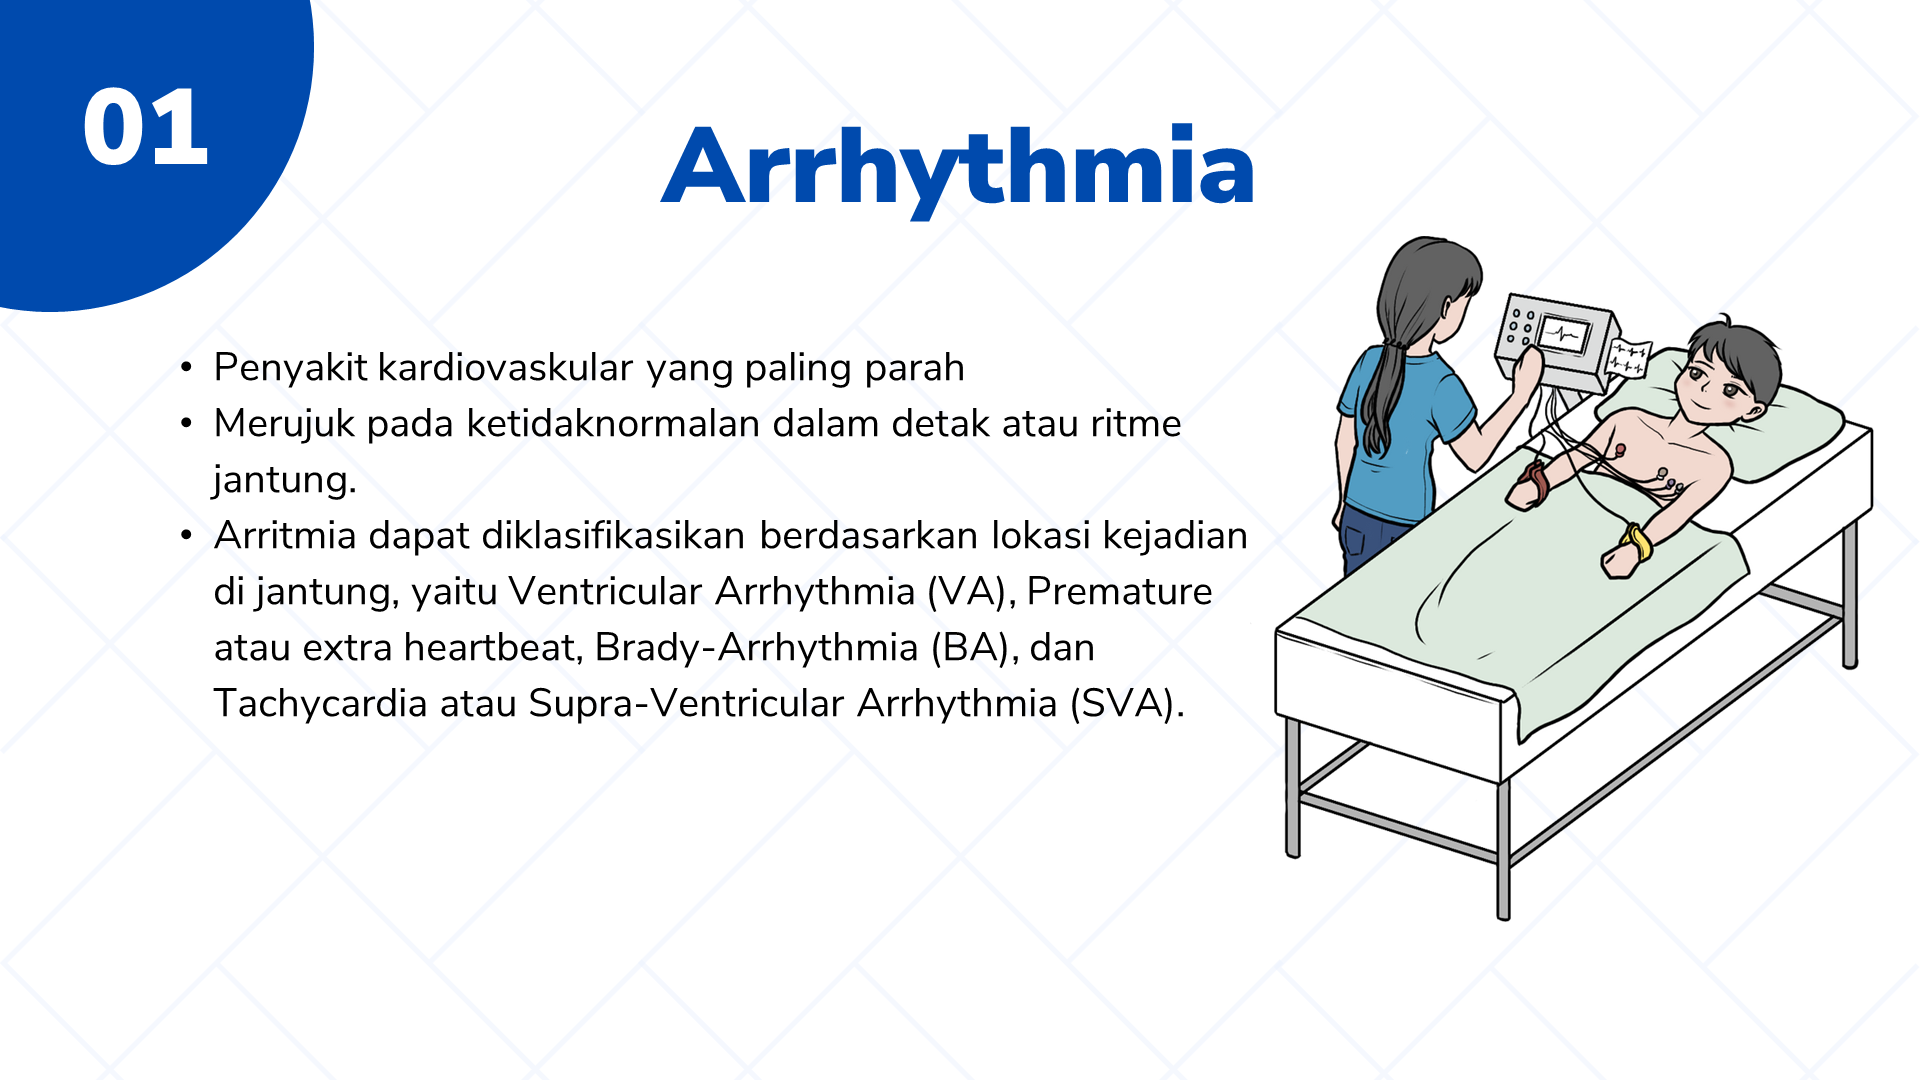 01
Arrhythmia
• Penyakit kardiovaskular yang paling parah
• Merujuk pada ketidaknormalan dalam detak atau ritme
jantung.
• Arritmia dapat diklasifikasikan berdasarkan lokasi kejadian
di jantung, yaitu Ventricular Arrhythmia (VA), Premature
atau extra heartbeat, Brady-Arrhythmia (BA), dan
Tachycardia atau Supra-Ventricular Arrhythmia (SVA).